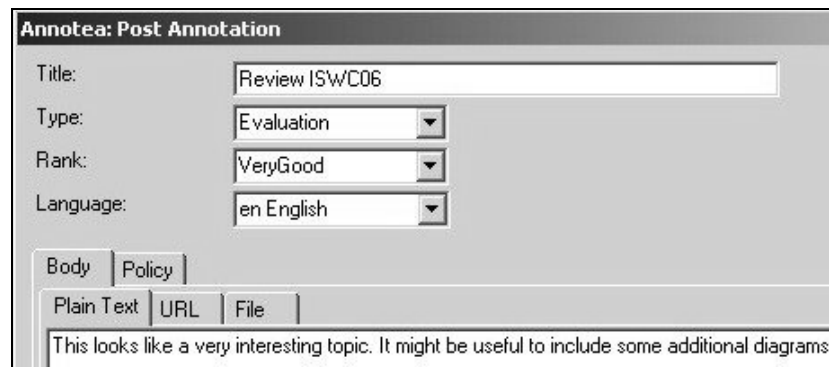 Annotea: Post Annotation
Title: Review ISWC06
Type: Evaluation
Rank: VeryGood
Language: en English
Body Policy
Plain Text URL File
This looks like a very interesting topic. It might be useful to include some additional diagrams